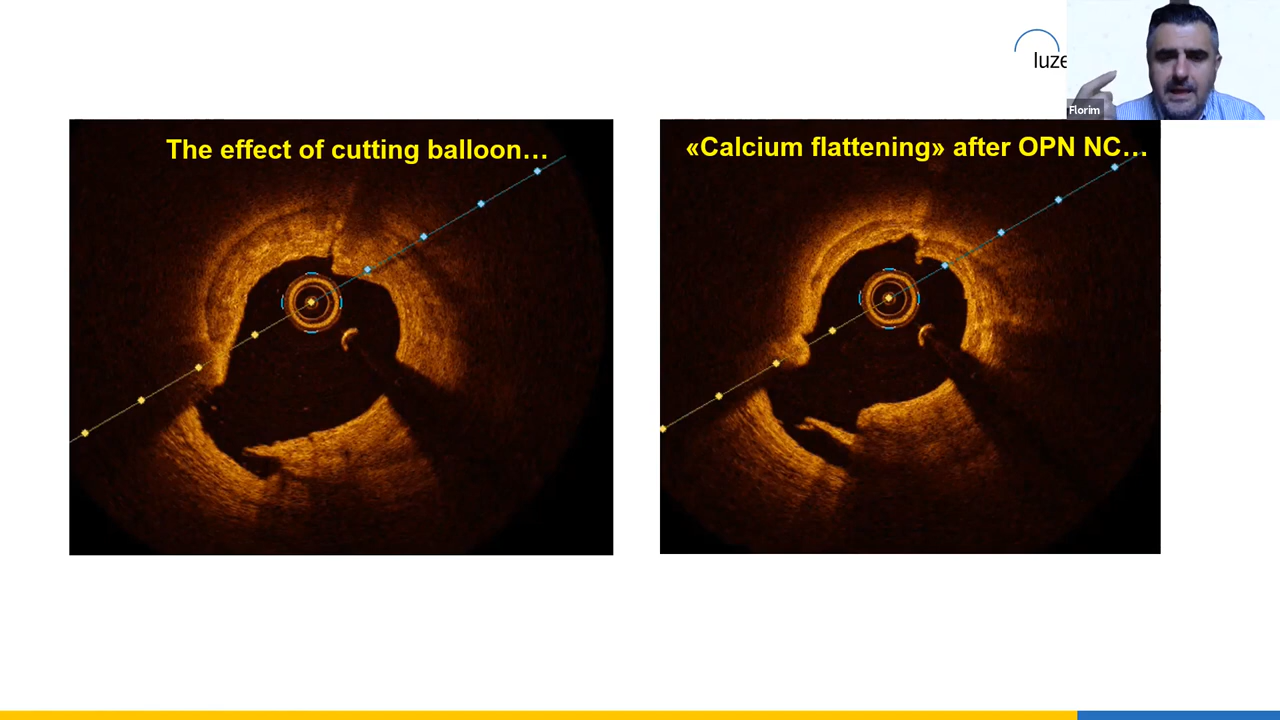 luze
Florim
The effect of cutting balloon…
«Calcium flattening» after OPN NC…